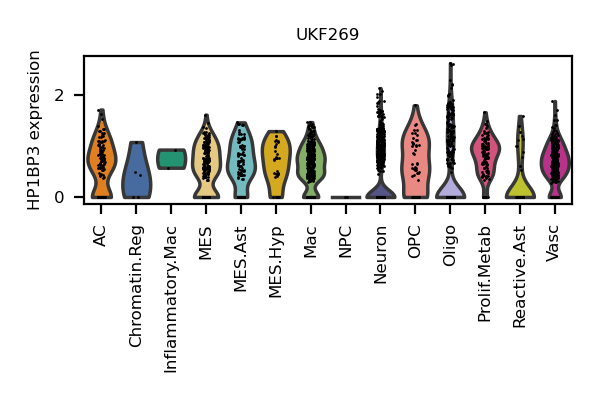 UKF269
HP1BP3 expression
2
0
AC
Chromatin.Reg
Inflammatory.Mac
MES
MES.Ast
MES.Hyp
Mac
NPC
Neuron
OPC
Oligo
Prolif.Metab
Reactive.Ast
Vasc